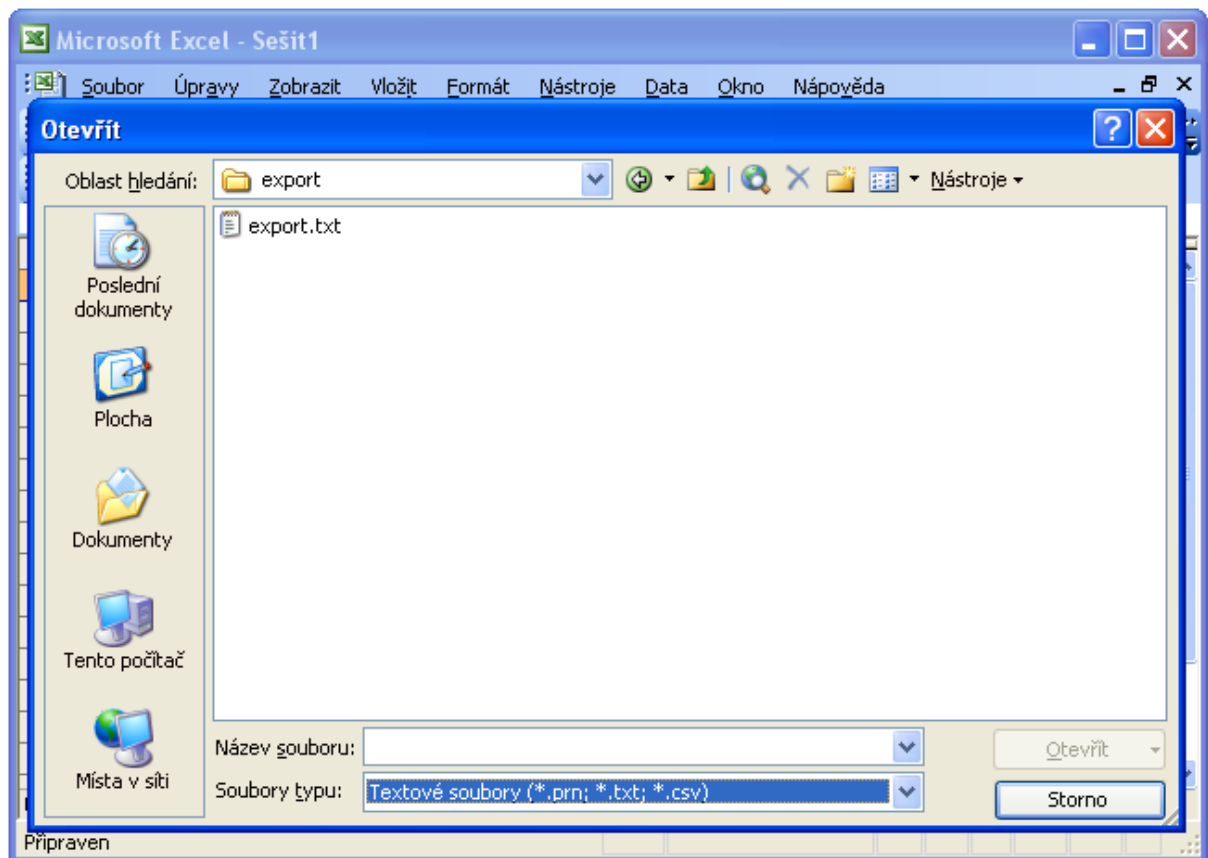 Microsoft Excel - Sešit1
Soubor Úpravy Zobrazit Vložit Formát Nástroje Data Okno Nápověda
Otevřít
Oblast hledání: export Nástroje
export.txt
Poslední
dokumenty
Plocha
Dokumenty
Tento počítač
Místa v síti
Název souboru: Otevřít
Soubory typu: Textové soubory (*.prn; *.txt; *.csv) Storno
Připraven